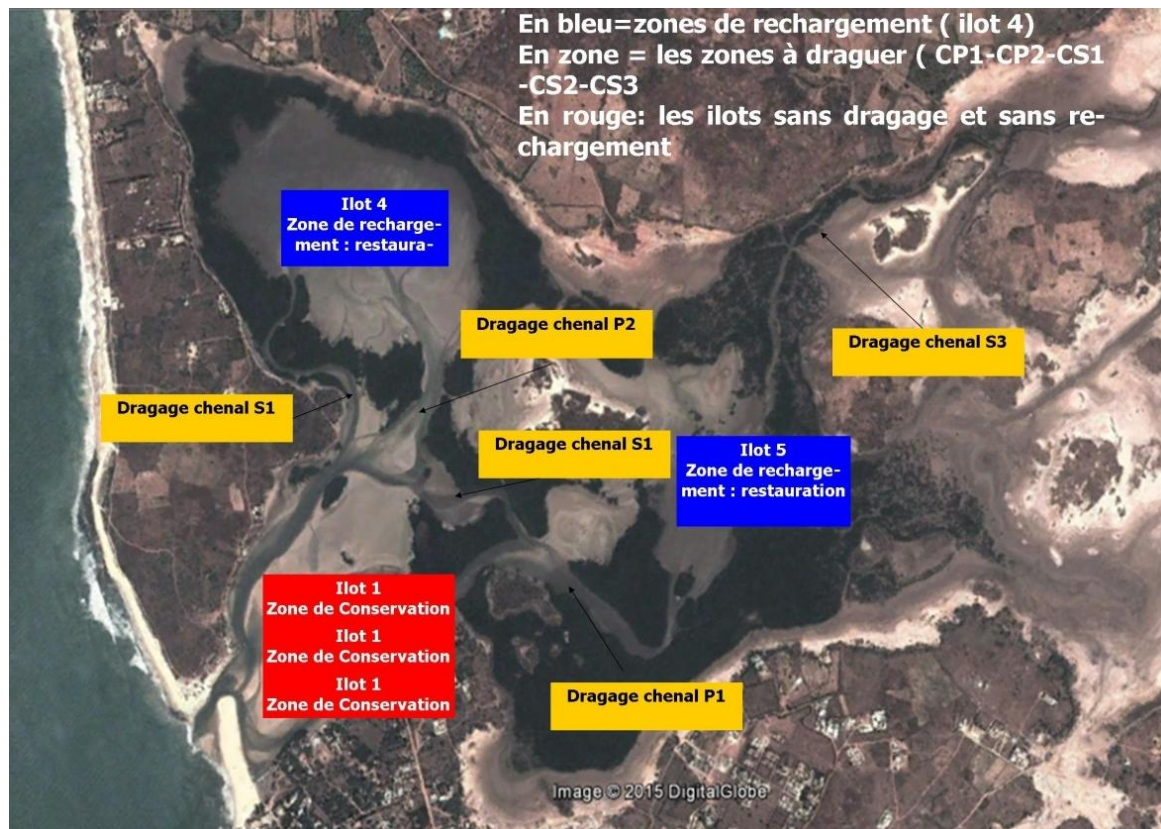 En bleu=zones de rechargement ( ilot 4)
En zone = les zones à draguer ( CP1-CP2-CS1
-CS2-CS3
En rouge: les ilots sans dragage et sans re-
chargement
Ilot 4
Zone de recharge-
ment : restaura-
Dragage chenal P2
Dragage chenal S3
Dragage chenal S1
Dragage chenal S1
Ilot 5
Zone de recharge-
ment : restauration
Ilot 1
Zone de Conservation
Ilot 1
Zone de Conservation
Ilot 1
Zone de Conservation
Dragage chenal P1
Image © 2015 DigitalGlobe